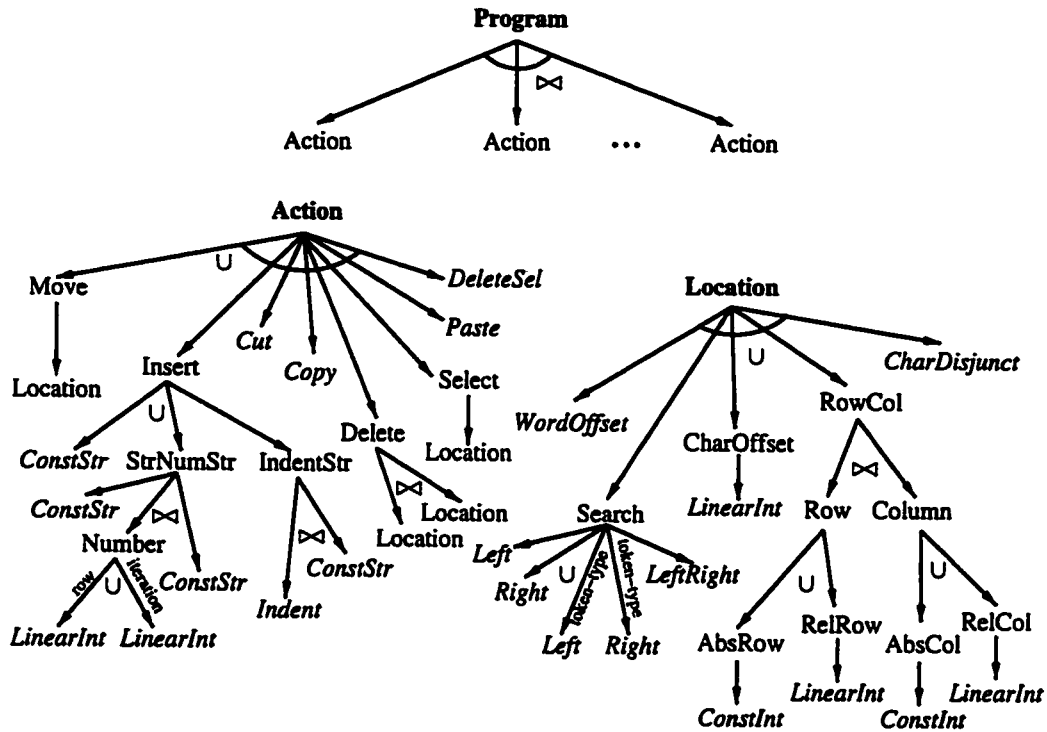 Program
⋈
Action Action ••• Action
Action
∪
Move
DeleteSel
Location
Cut
Paste
∪
Insert
Copy
CharDisjunct
Location
Select
WordOffset
RowCol
∪
Delete
CharOffset
ConstStr StrNumStr IndentStr
Location
⋈
ConstStr
⋈
⋈
⋈
Location
LinearInt
Row Column
Number
Location
Search
ConstStr
ConstStr
Left
LeftRight
row
∪
iteration
Right
∪
token-type
token-type
∪
∪
Indent
LinearInt LinearInt
Left Right
AbsRow
RelRow
AbsCol
RelCol
LinearInt
LinearInt
ConstInt
ConstInt